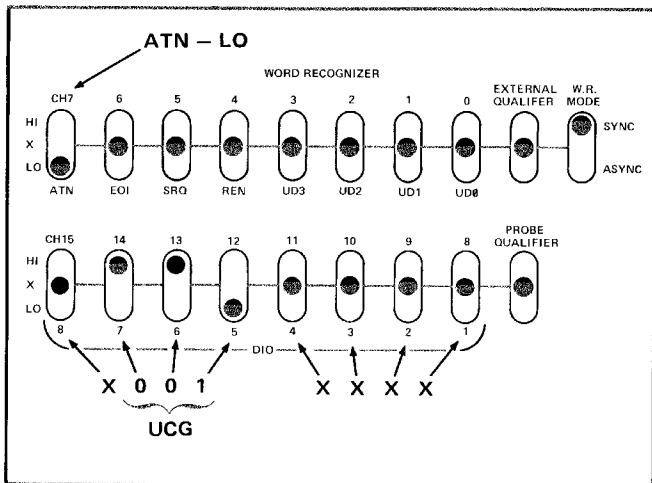 ATN – LO
WORD RECOGNIZER
EXTERNAL QUALIFER
W.R. MODE
CH7 6 5 4 3 2 1 0
HI
X
LO
SYNC
ASYNC
ATN EOI SRQ REN UD3 UD2 UD1 UD0
PROBE QUALIFIER
CH15 14 13 12 11 10 9 8
HI
X
LO
8 7 6 5 4 3 2 1
DIO
X 0 0 1 X X X X
UCG